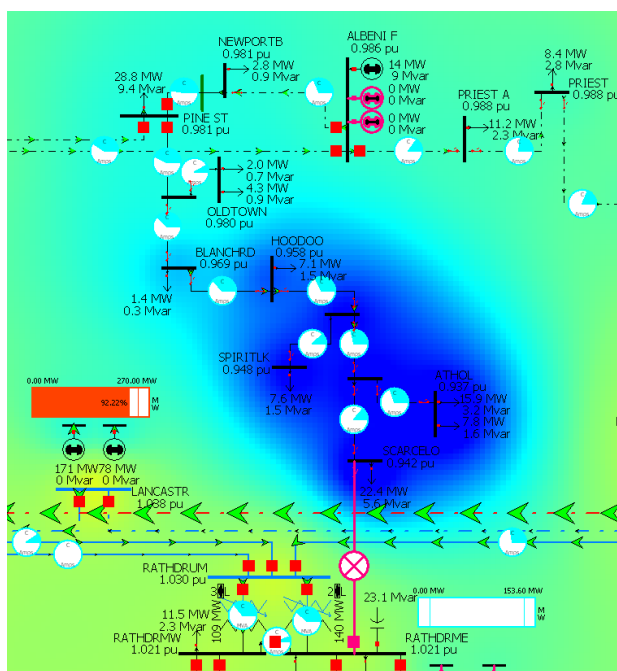 ALBENI F
0.986 pu
NEWPORTB
0.981 pu
14 MW
9 Mvar
8.4 MW
2.8 Mvar
2.8 MW
0.9 Mvar
28.8 MW
9.4 Mvar
0 MW
0 Mvar
PRIEST
0.988 pu
PRIEST A
0.988 pu
0 MW
0 Mvar
PINE ST
0.981 pu
11.2 MW
2.3 Mvar
2.0 MW
0.7 Mvar
4.3 MW
0.9 Mvar
OLDTOWN
0.980 pu
HOODOO
0.958 pu
BLANCHRD
0.969 pu
7.1 MW
1.5 Mvar
1.4 MW
0.3 Mvar
SPIRITLK
0.948 pu
ATHOL
0.937 pu
7.6 MW
1.5 Mvar
15.9 MW
3.2 Mvar
7.8 MW
1.6 Mvar
0.00 MW 270.00 MW
92.22%
M
W
SCARCELO
0.942 pu
171 MW
0 Mvar
78 MW
0 Mvar
22.4 MW
5.6 Mvar
LANCASTR
RATHDRUM
1.030 pu
109 MW
140 MW
23.1 Mvar
0.00 MW 153.60 MW
M
W
11.5 MW
2.3 Mvar
RATHDRMW
1.021 pu
RATHDRME
1.021 pu